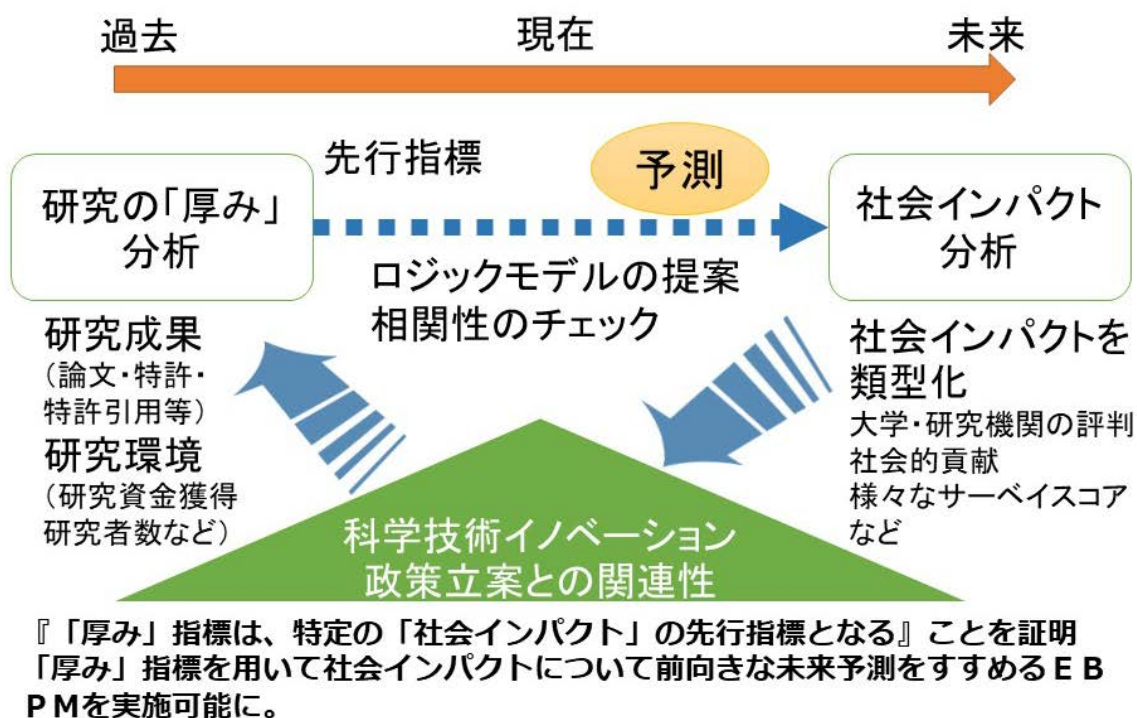 過去
現在
未来
先行指標
予測
研究の「厚み」
分析
社会インパクト
分析
ロジックモデルの提案
相関性のチェック
研究成果
（論文・特許・
特許引用等）
研究環境
（研究資金獲得
研究者数など）
社会インパクトを
類型化
大学・研究機関の評判
社会的貢献
様々なサーベイスコア
など
科学技術イノベーション
政策立案との関連性
『「厚み」指標は、特定の「社会インパクト」の先行指標となる』ことを証明
「厚み」指標を用いて社会インパクトについて前向きな未来予測をすすめるＥＢ
ＰＭを実施可能に。